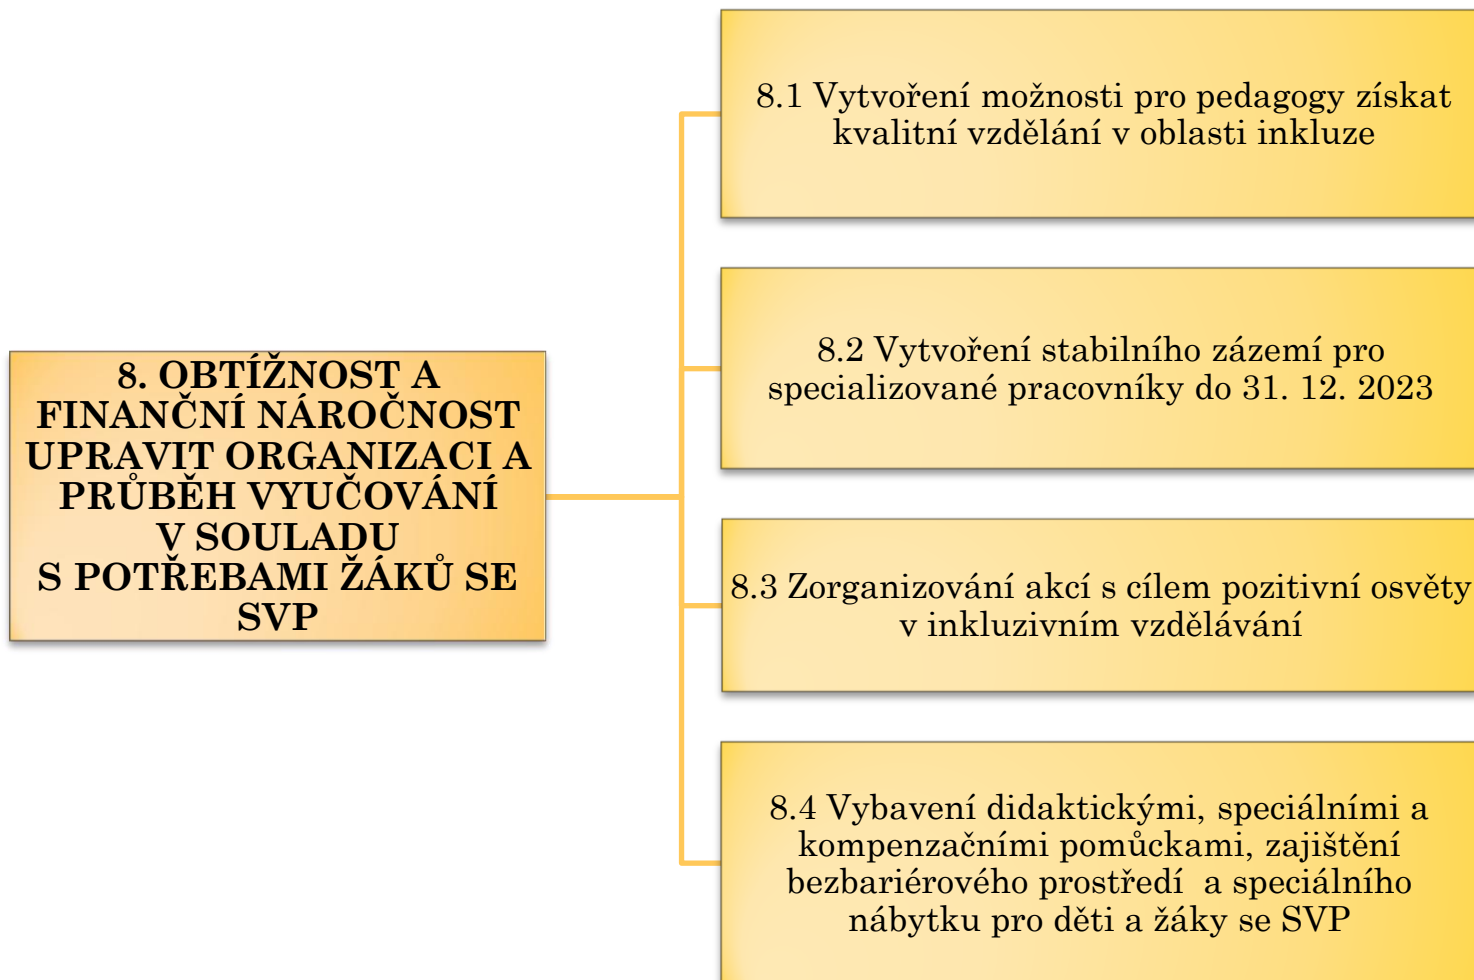 8. OBTÍŽNOST A
FINANČNÍ NÁROČNOST
UPRAVIT ORGANIZACI A
PRŮBĚH VYUČOVÁNÍ
V SOULADU
S POTŘEBAMI ŽÁKŮ SE
SVP
8.1 Vytvoření možnosti pro pedagogy získat
kvalitní vzdělání v oblasti inkluze
8.2 Vytvoření stabilního zázemí pro
specializované pracovníky do 31. 12. 2023
8.3 Zorganizování akcí s cílem pozitivní osvěty
v inkluzivním vzdělávání
8.4 Vybavení didaktickými, speciálními a
kompenzačními pomůckami, zajištění
bezbariérového prostředí  a speciálního
nábytku pro děti a žáky se SVP